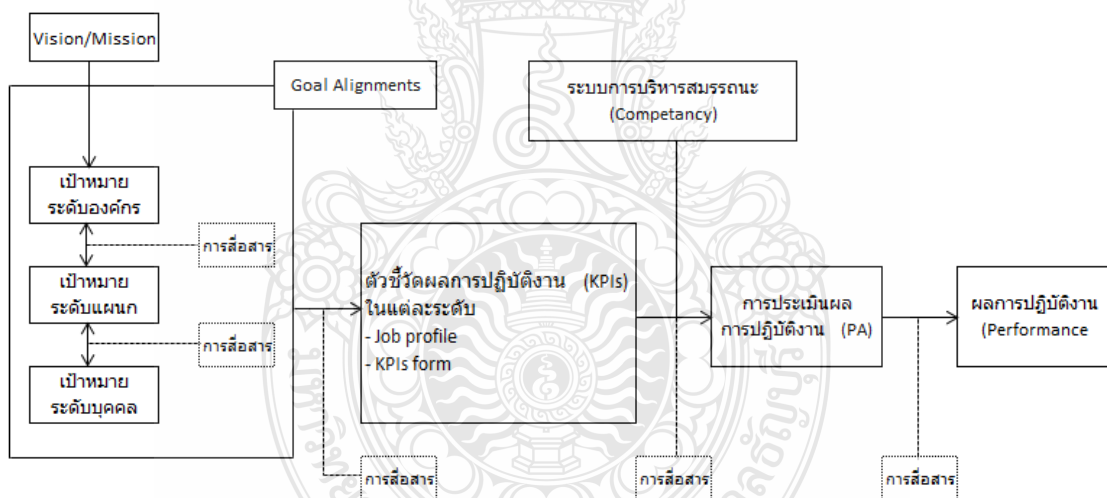 Vision/Mission
Goal Alignments
ระบบการบริหารสมรรถนะ
(Competancy)
เป้าหมาย
ระดับองค์กร
การสื่อสาร
เป้าหมาย
ระดับแผนก
การสื่อสาร
เป้าหมาย
ระดับบุคคล
ตัวชี้วัดผลการปฏิบัติงาน (KPIs)
ในแต่ละระดับ
- Job profile
- KPIs form
การประเมินผล
การปฏิบัติงาน (PA)
ผลการปฏิบัติงาน
(Performance
การสื่อสาร
การสื่อสาร
การสื่อสาร